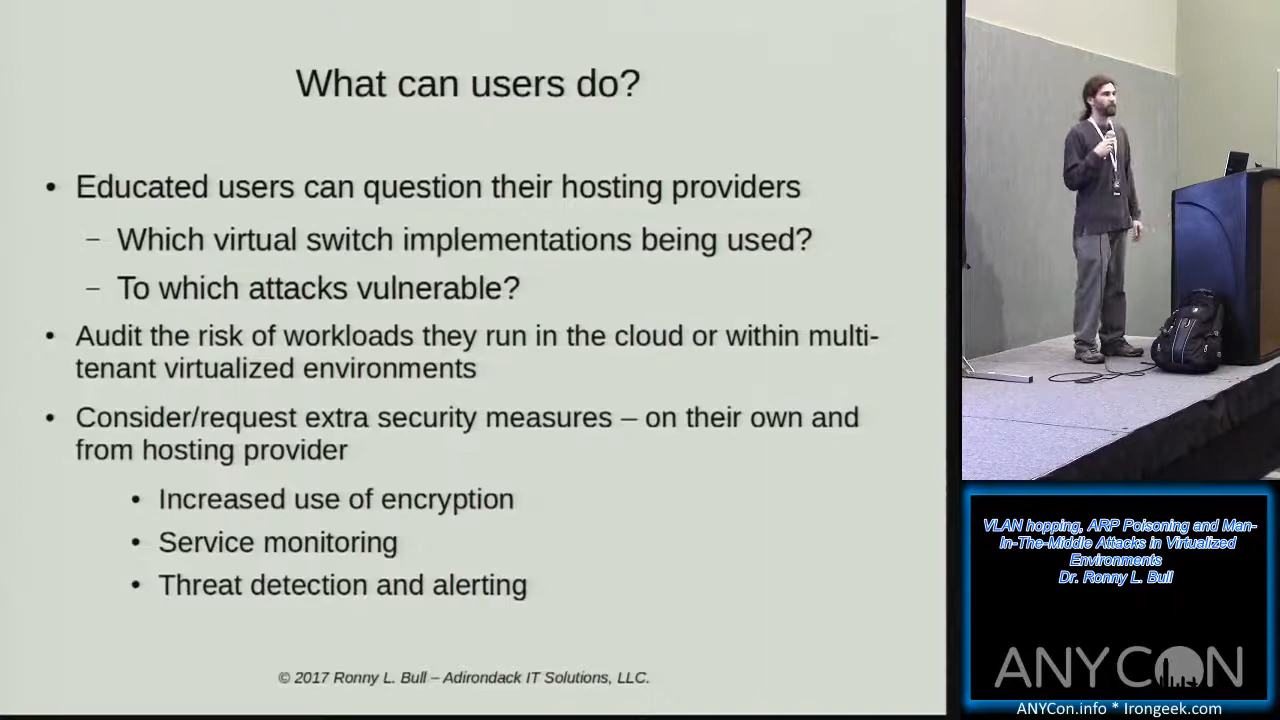 What can users do?
• Educated users can question their hosting providers
– Which virtual switch implementations being used?
– To which attacks vulnerable?
• Audit the risk of workloads they run in the cloud or within multi-
tenant virtualized environments
• Consider/request extra security measures – on their own and
from hosting provider
• Increased use of encryption
• Service monitoring
• Threat detection and alerting
© 2017 Ronny L. Bull – Adirondack IT Solutions, LLC.
VLAN hopping, ARP Poisoning and Man-
In-The-Middle Attacks in Virtualized
Environments
Dr. Ronny L. Bull
ANYCON
ANYCon.info * Irongeek.com